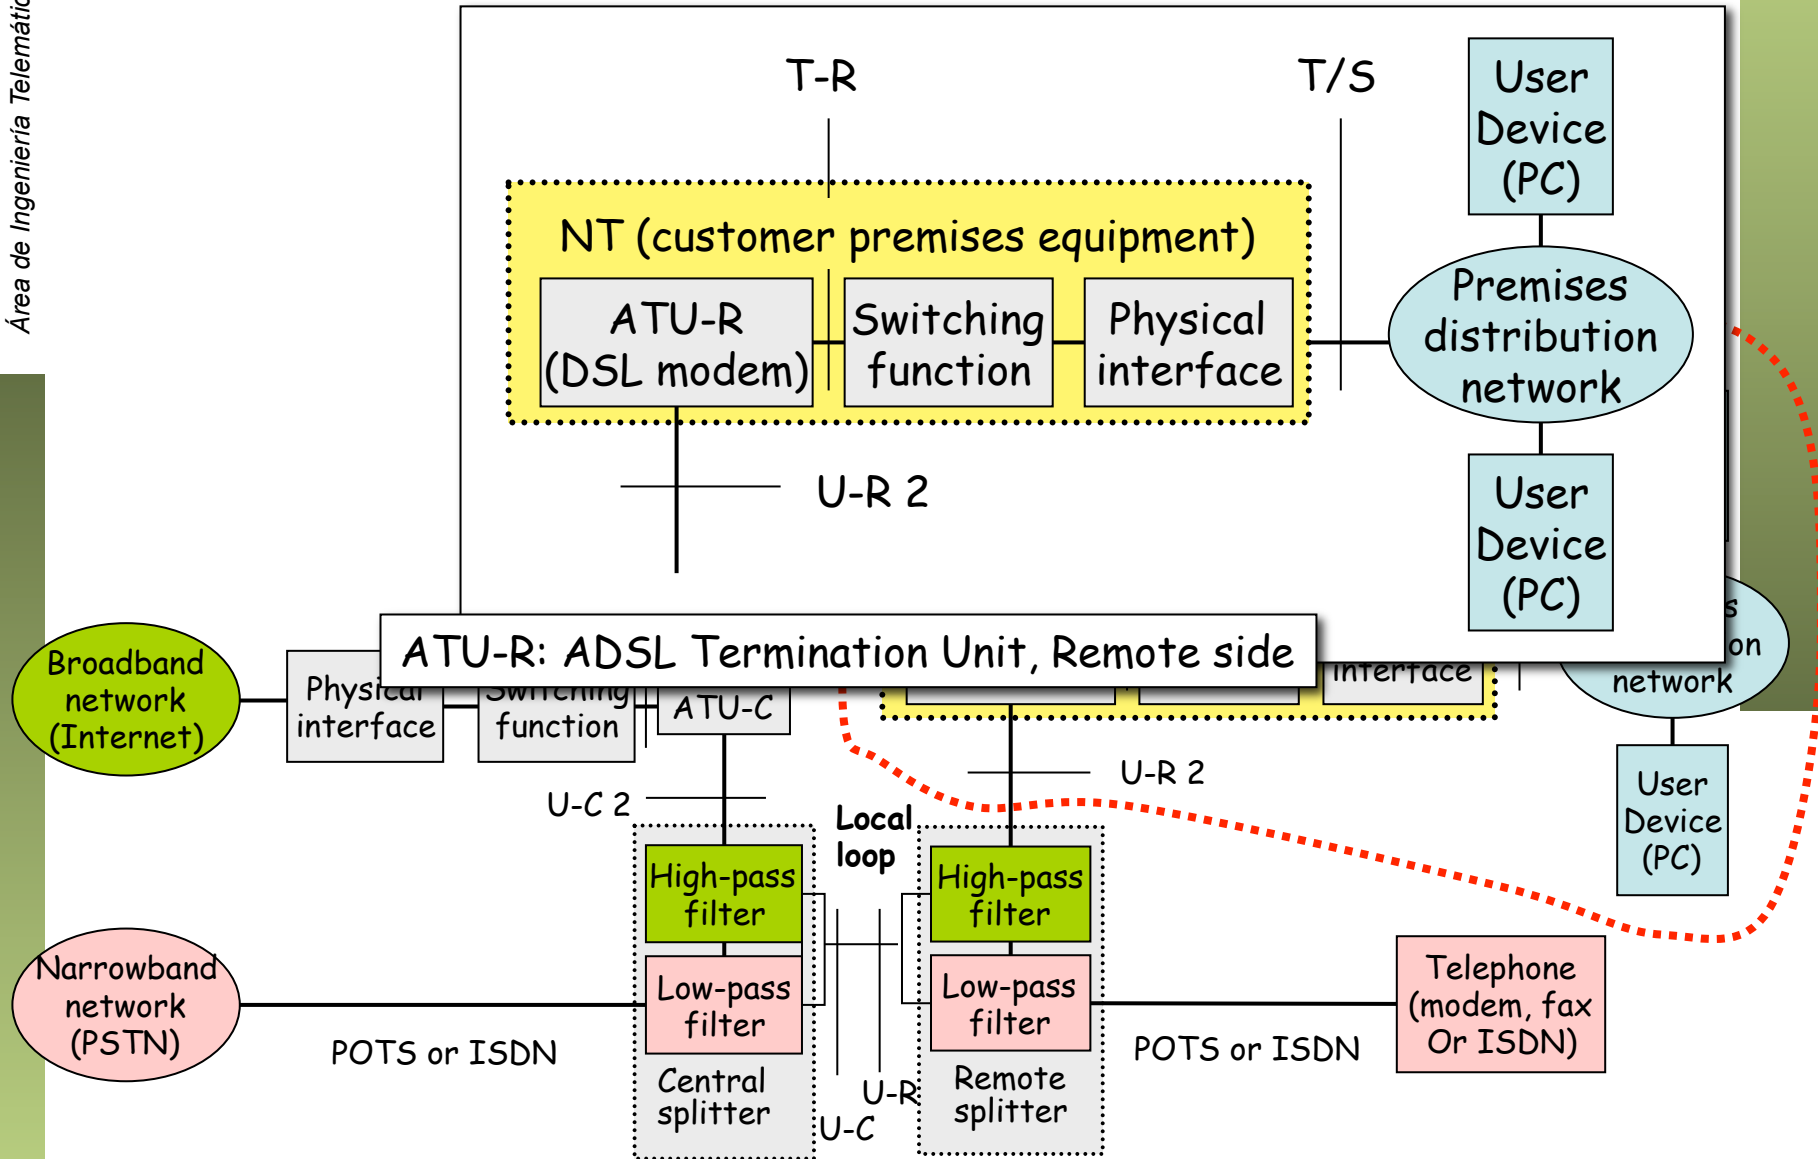 Área de Ingeniería
T-R
T/S
User
Device
(PC)
NT (customer premises equipment)
ATU-R
(DSL modem)
Switching
function
Physical
interface
Premises
distribution
network
U-R 2
User
Device
(PC)
ATU-R: ADSL Termination Unit, Remote side
Broadband
network
(Internet)
Physical
interface
Switching
function
ATU-C
interface
network
U-C 2
U-R 2
User
Device
(PC)
Local
loop
High-pass
filter
High-pass
filter
Narrowband
network
(PSTN)
POTS or ISDN
Low-pass
filter
Low-pass
filter
POTS or ISDN
Telephone
(modem, fax
Or ISDN)
Central
splitter
U-C
U-R
Remote
splitter